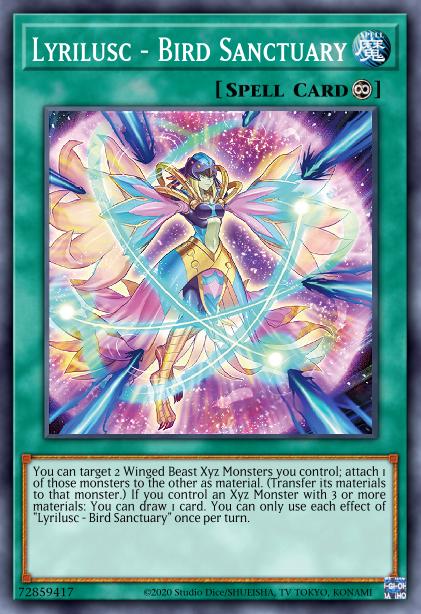 Lyrilusc - Bird Sanctuary
SPELL
魔
[Spell Card]
You can target 2 Winged Beast Xyz Monsters you control; attach 1
of those monsters to the other as material. (Transfer its materials
to that monster.) If you control an Xyz Monster with 3 or more
materials: You can draw 1 card. You can only use each effect of
"Lyrilusc - Bird Sanctuary" once per turn.
72859417
©2020 Studio Dice/SHUEISHA, TV TOKYO, KONAMI